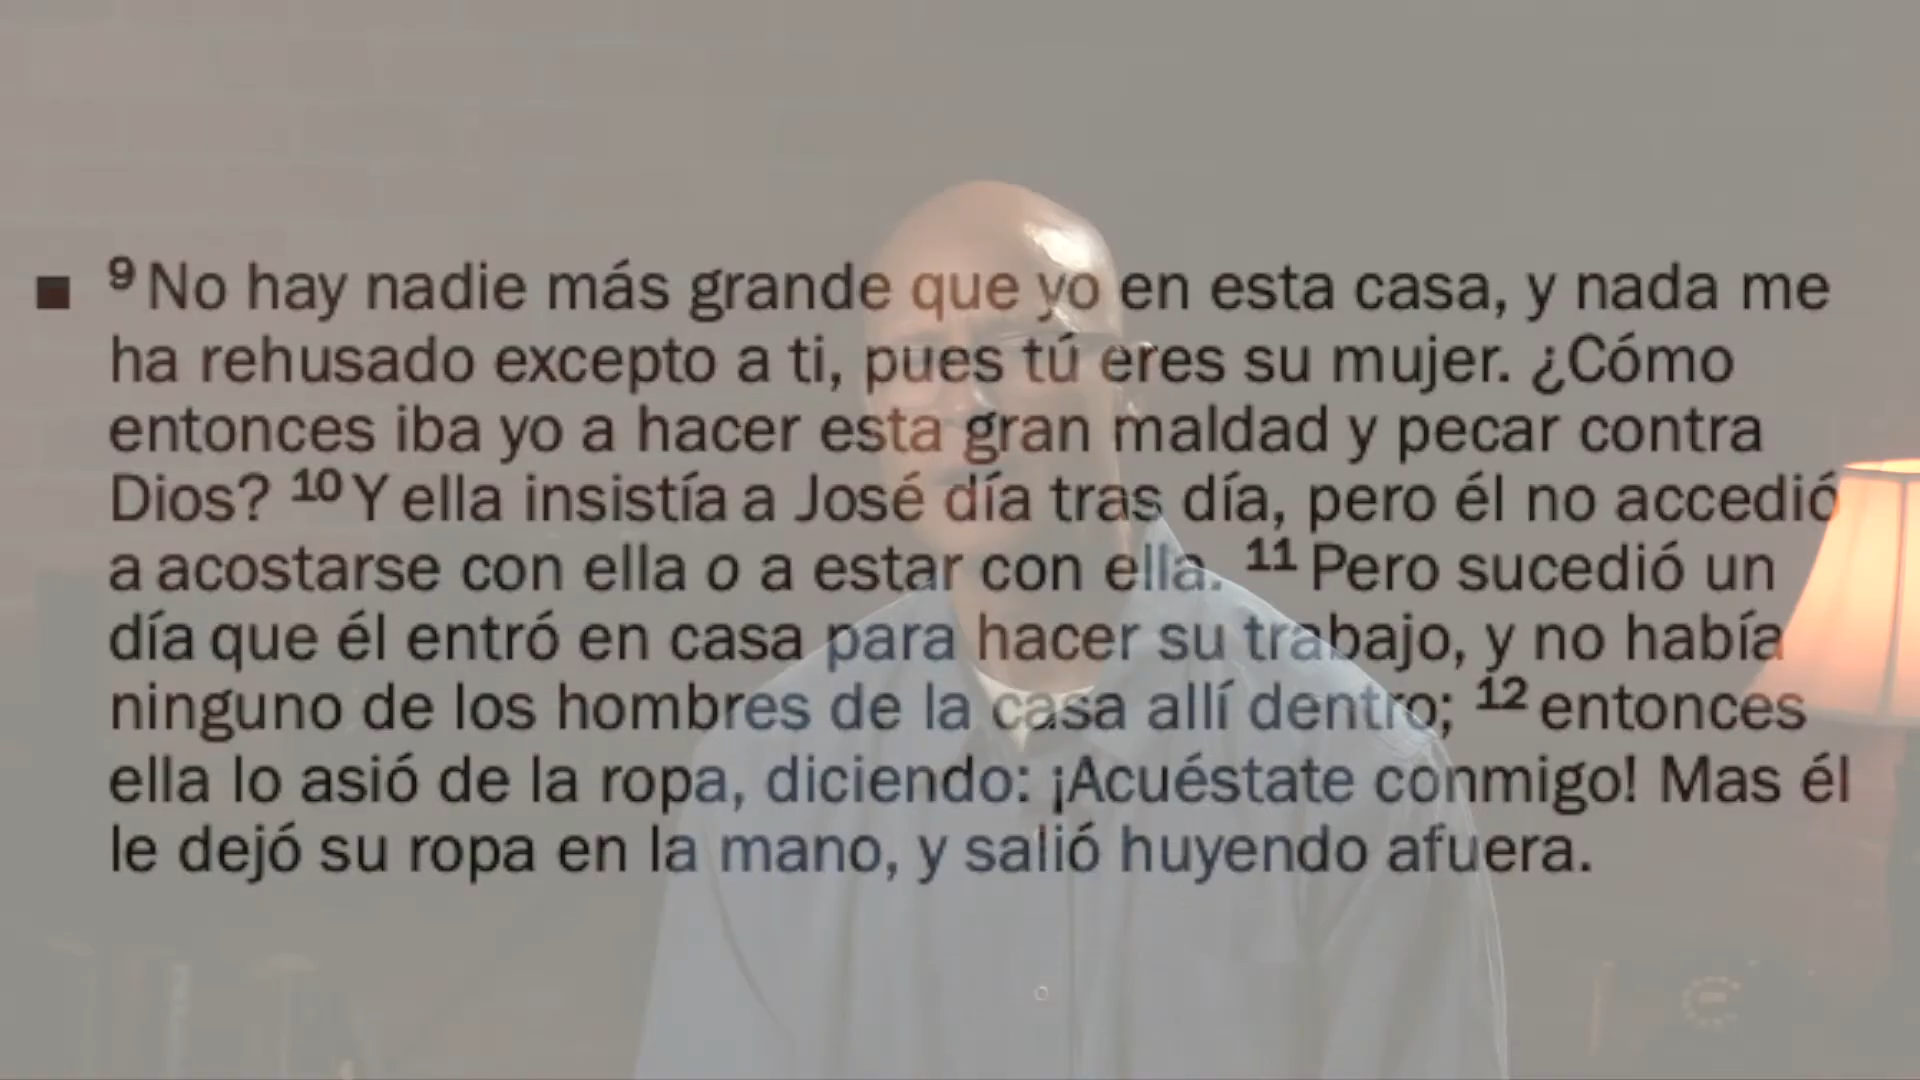 ■ 9 No hay nadie más grande que yo en esta casa, y nada me
ha rehusado excepto a ti, pues tú eres su mujer. ¿Cómo
entonces iba yo a hacer esta gran maldad y pecar contra
Dios? 10 Y ella insistía a José día tras día, pero él no accedió
a acostarse con ella o a estar con ella. 11 Pero sucedió un
día que él entró en casa para hacer su trabajo, y no había
ninguno de los hombres de la casa allí dentro; 12 entonces
ella lo asió de la ropa, diciendo: ¡Acuéstate conmigo! Mas él
le dejó su ropa en la mano, y salió huyendo afuera.